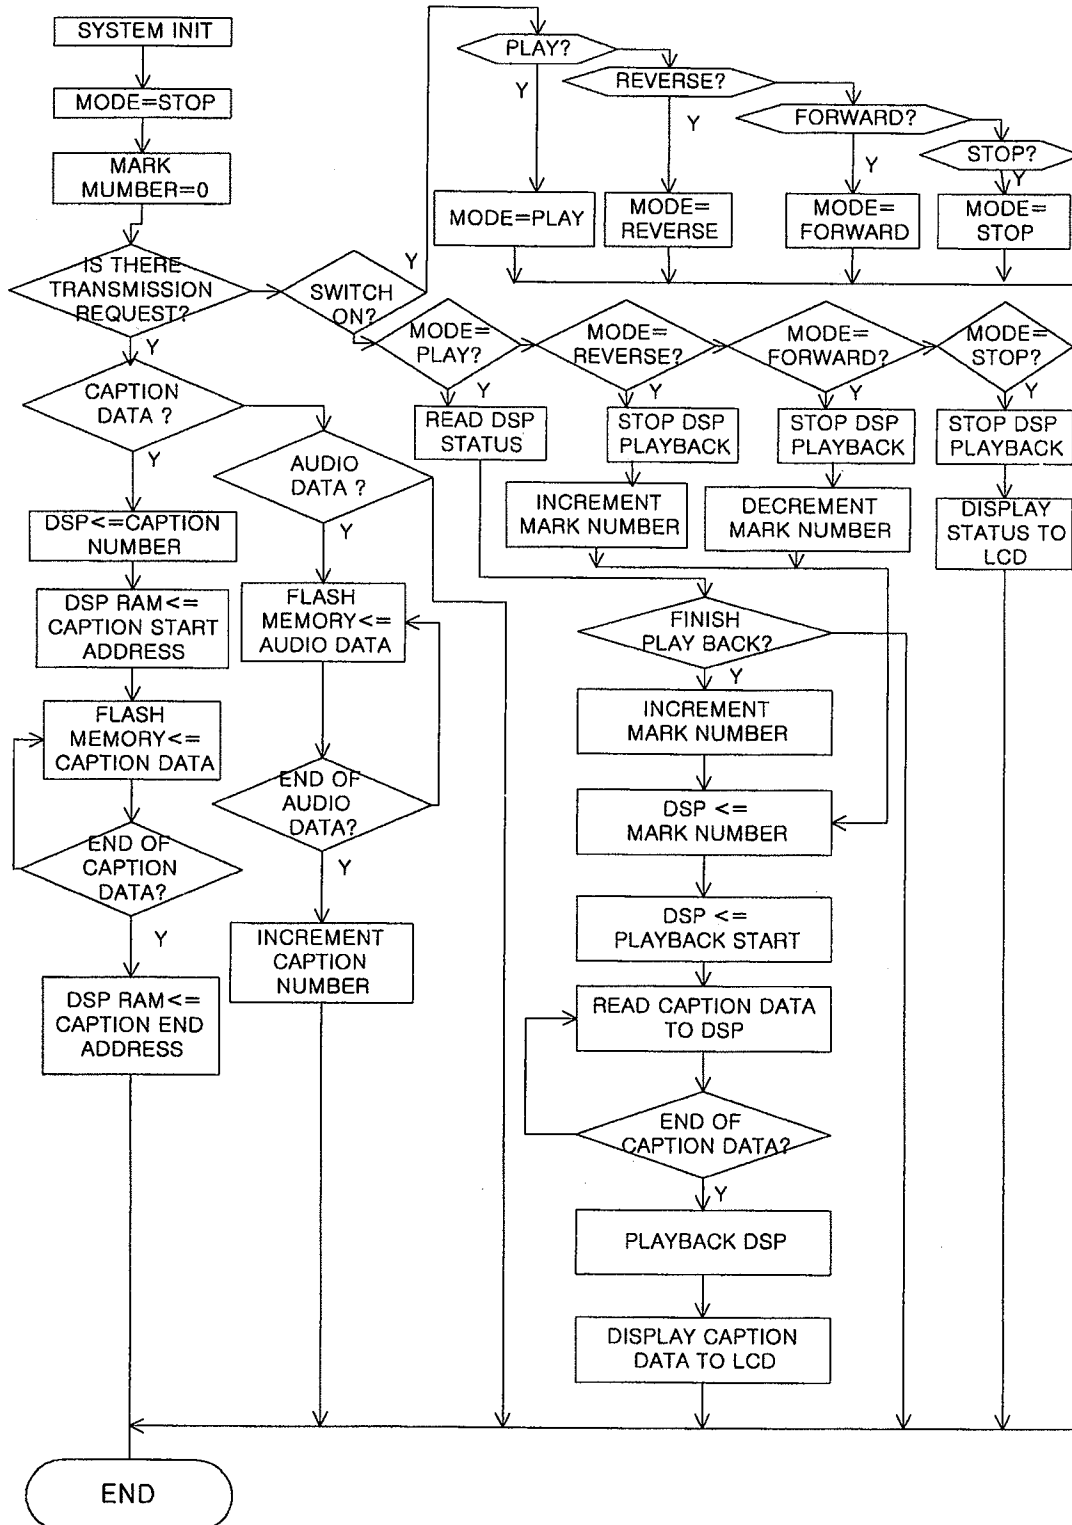 SYSTEM INIT
MODE=STOP
MARK
MUMBER=0
IS THERE
TRANSMISSION
REQUEST?
Y
Y
SWITCH
ON?
PLAY?
Y
REVERSE?
Y
FORWARD?
Y
STOP?
Y
MODE=PLAY
MODE=
REVERSE
MODE=
FORWARD
MODE=
STOP
MODE=
PLAY?
Y
MODE=
REVERSE?
Y
MODE=
FORWARD?
Y
MODE=
STOP?
Y
CAPTION
DATA ?
Y
AUDIO
DATA ?
Y
READ DSP
STATUS
STOP DSP
PLAYBACK
STOP DSP
PLAYBACK
STOP DSP
PLAYBACK
INCREMENT
MARK NUMBER
DECREMENT
MARK NUMBER
DISPLAY
STATUS TO
LCD
DSP<=CAPTION
NUMBER
DSP RAM<=
CAPTION START
ADDRESS
FLASH
MEMORY<=
CAPTION DATA
END OF
CAPTION
DATA?
Y
DSP RAM<=
CAPTION END
ADDRESS
FLASH
MEMORY<=
AUDIO DATA
END OF
AUDIO
DATA?
Y
INCREMENT
CAPTION
NUMBER
FINISH
PLAY BACK?
Y
INCREMENT
MARK NUMBER
DSP <=
MARK NUMBER
DSP <=
PLAYBACK START
READ CAPTION DATA
TO DSP
END OF
CAPTION DATA?
Y
PLAYBACK DSP
DISPLAY CAPTION
DATA TO LCD
END